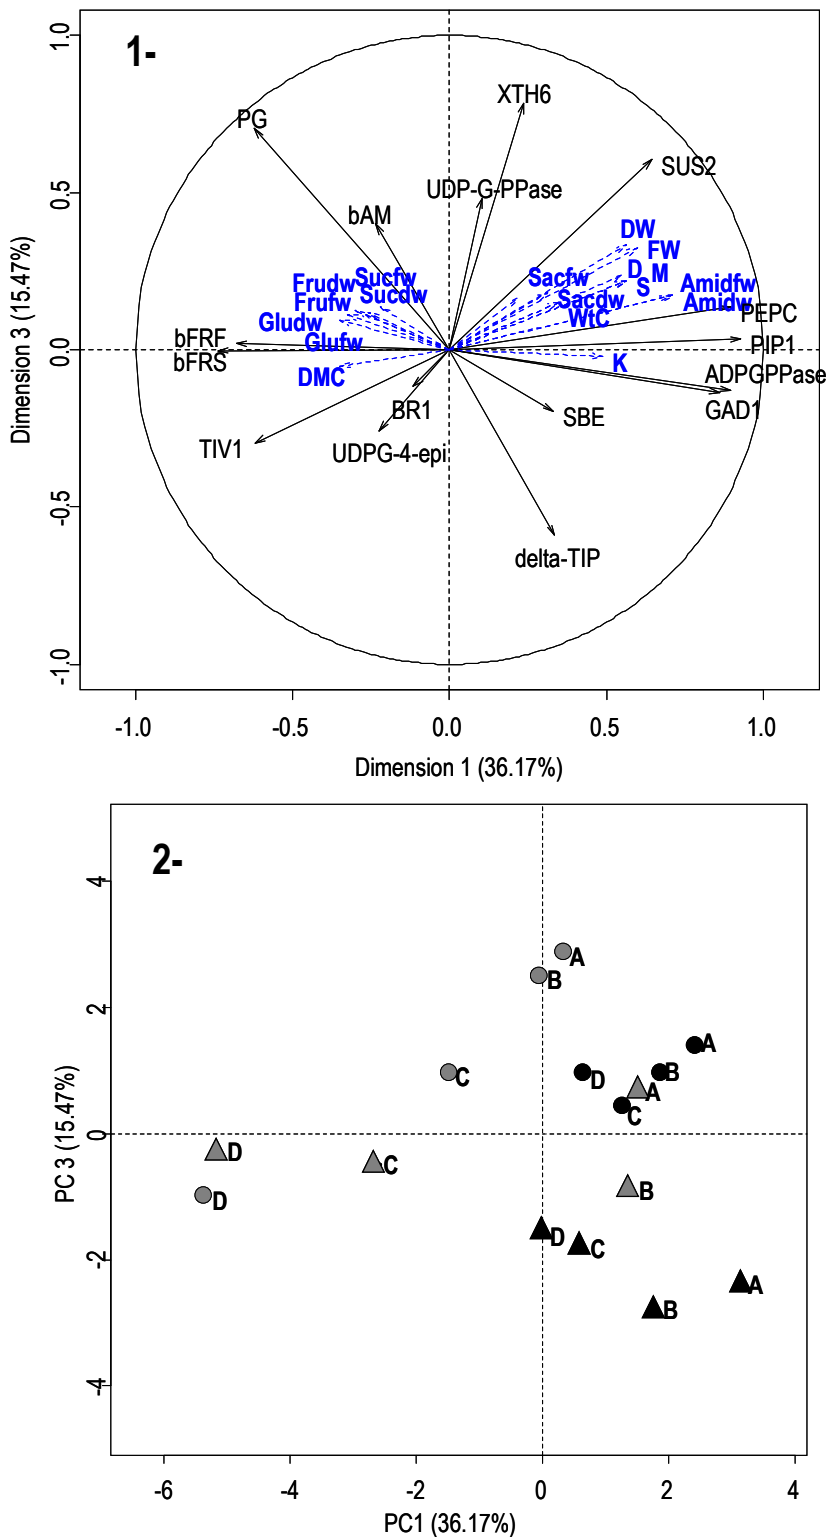 1-
1.0
XTH6
PG
SUS2
UDP-G-PPase
0.5
bAM
DW
FW
D M
Sucfw
Sacfw
Frudw
S
Amidfw
Sucdw
Sacdw
Frufw
Amidw
PEPC
WtC
Gludw
bFRF
Glufw
PIP1
0.0
bFRS
K
DMC
ADPGPPase
BR1
GAD1
SBE
TIV1
UDPG-4-epi
-0.5
delta-TIP
-1.0
Dimension 3 (15.47%)
-1.0 -0.5 0.0 0.5 1.0
Dimension 1 (36.17%)
2-
4
A
B
2
A
C
D
B
A
C
0
D
C
D
B
D
C
-2
A
B
-4
PC 3 (15.47%)
-6 -4 -2 0 2 4
PC1 (36.17%)